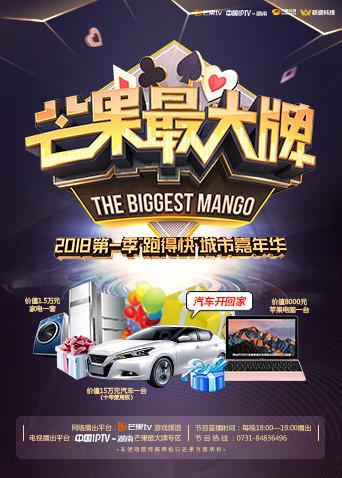 芒果tv 中国IPTV-湖南 联盛科技
芒果最大牌
THE BIGGEST MANGO
2018第一季 跑得快 城市嘉年华
汽车开回家
价值1.5万元
家电一套
价值8000元
苹果电脑一台
价值15万元汽车一台
(十年使用权)
网络播出平台：芒果tv 游戏频道
节目首播时间：每晚18:00—19:00播出
电视播出平台：中国IPTV-湖南 芒果最大牌专区
节目热线：0731-84836496